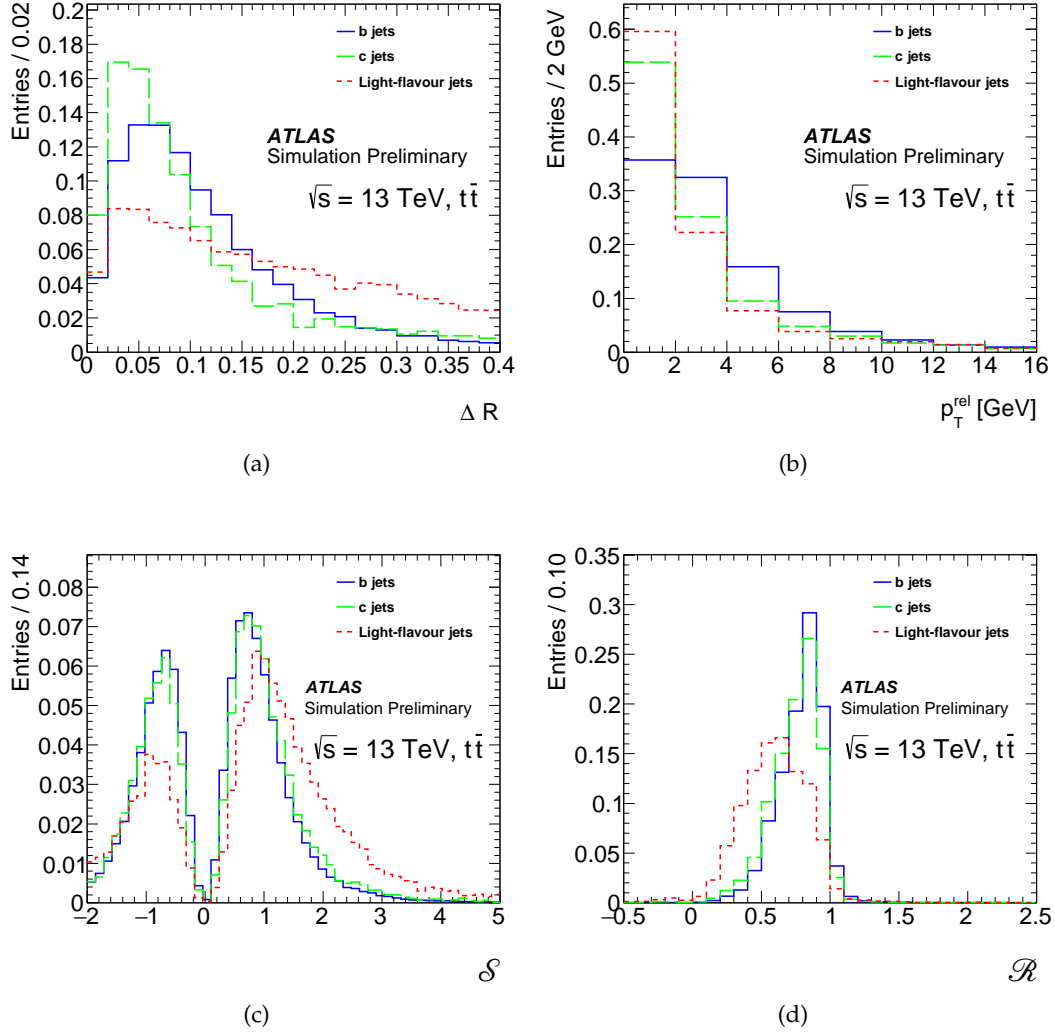 Entries / 0.02
0.2
0.18
0.16
0.14
0.12
0.1
0.08
0.06
0.04
0.02
0
b jets
c jets
Light-flavour jets
ATLAS
Simulation Preliminary
√s = 13 TeV, tt̄
0 0.05 0.1 0.15 0.2 0.25 0.3 0.35 0.4
Δ R
(a)
Entries / 2 GeV
0.6
0.5
0.4
0.3
0.2
0.1
0
b jets
c jets
Light-flavour jets
ATLAS
Simulation Preliminary
√s = 13 TeV, tt̄
0 2 4 6 8 10 12 14 16
p_T^rel [GeV]
(b)
Entries / 0.14
0.08
0.07
0.06
0.05
0.04
0.03
0.02
0.01
0
b jets
c jets
Light-flavour jets
ATLAS
Simulation Preliminary
√s = 13 TeV, tt̄
−2 −1 0 1 2 3 4 5
𝒮
(c)
Entries / 0.10
0.35
0.3
0.25
0.2
0.15
0.1
0.05
0
b jets
c jets
Light-flavour jets
ATLAS
Simulation Preliminary
√s = 13 TeV, tt̄
−0.5 0 0.5 1 1.5 2 2.5
ℛ
(d)